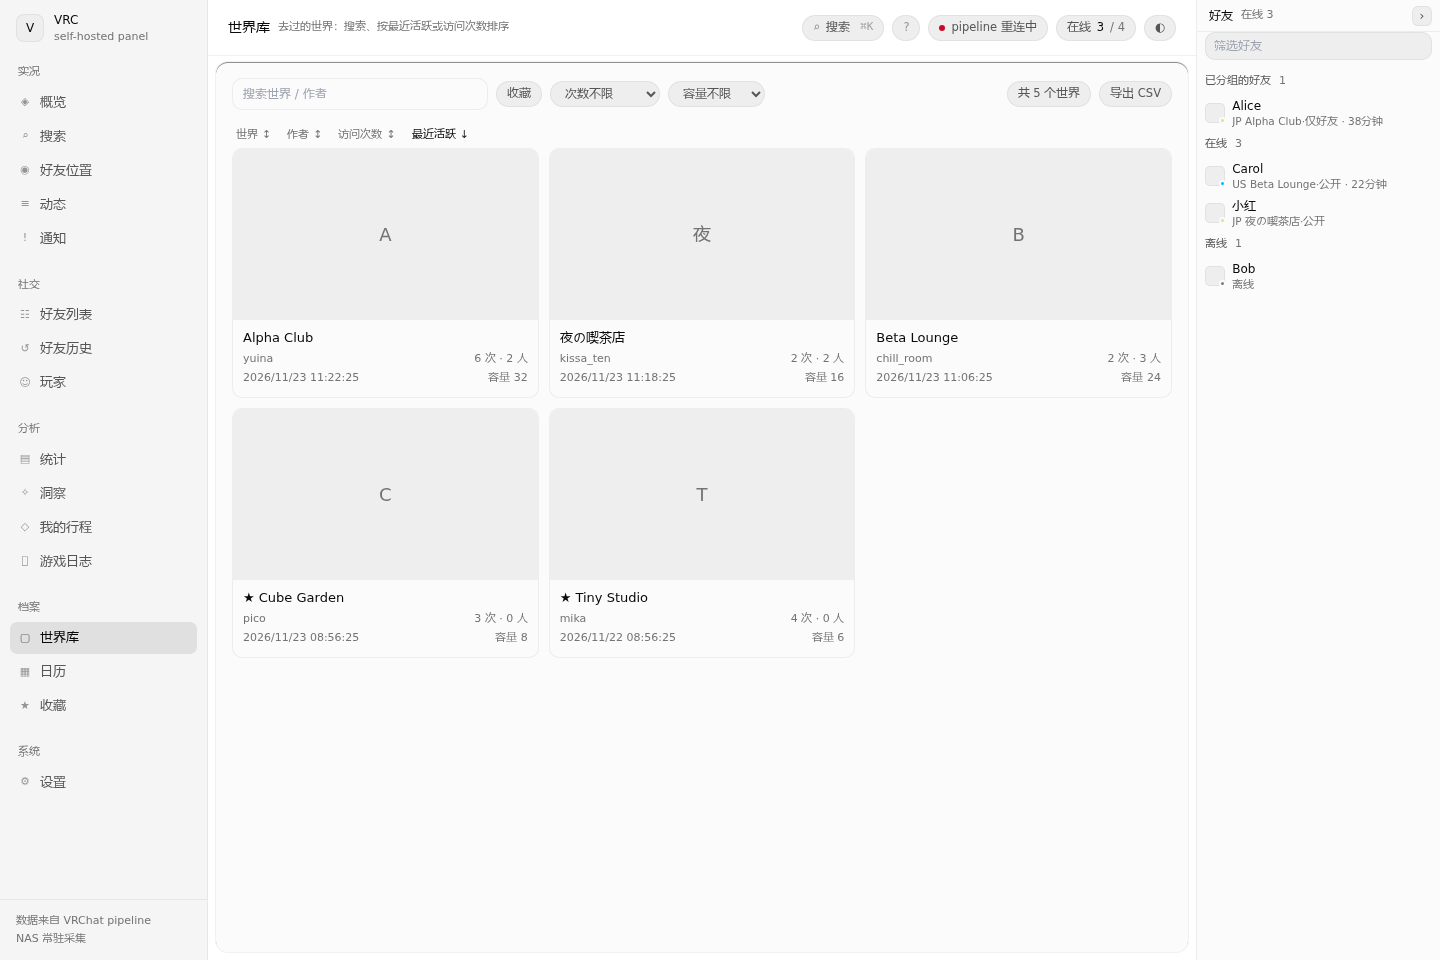 V
VRC
self-hosted panel
实况
概览
搜索
好友位置
动态
通知
社交
好友列表
好友历史
玩家
分析
统计
洞察
我的行程
游戏日志
档案
世界库
日历
收藏
系统
设置
数据来自 VRChat pipeline
NAS 常驻采集
世界库 去过的世界：搜索、按最近活跃或访问次数排序
搜索 ⌘K
?
pipeline 重连中
在线 3 / 4
搜索世界 / 作者
收藏
次数不限
容量不限
共 5 个世界
导出 CSV
世界 ↕ 作者 ↕ 访问次数 ↕ 最近活跃 ↓
A
Alpha Club
yuina 6 次 · 2 人
2026/11/23 11:22:25 容量 32
夜
夜の喫茶店
kissa_ten 2 次 · 2 人
2026/11/23 11:18:25 容量 16
B
Beta Lounge
chill_room 2 次 · 3 人
2026/11/23 11:06:25 容量 24
C
★ Cube Garden
pico 3 次 · 0 人
2026/11/23 08:56:25 容量 8
T
★ Tiny Studio
mika 4 次 · 0 人
2026/11/22 08:56:25 容量 6
好友 在线 3
›
筛选好友
已分组的好友 1
Alice
JP Alpha Club·仅好友 · 38分钟
在线 3
Carol
US Beta Lounge·公开 · 22分钟
小红
JP 夜の喫茶店·公开
离线 1
Bob
离线